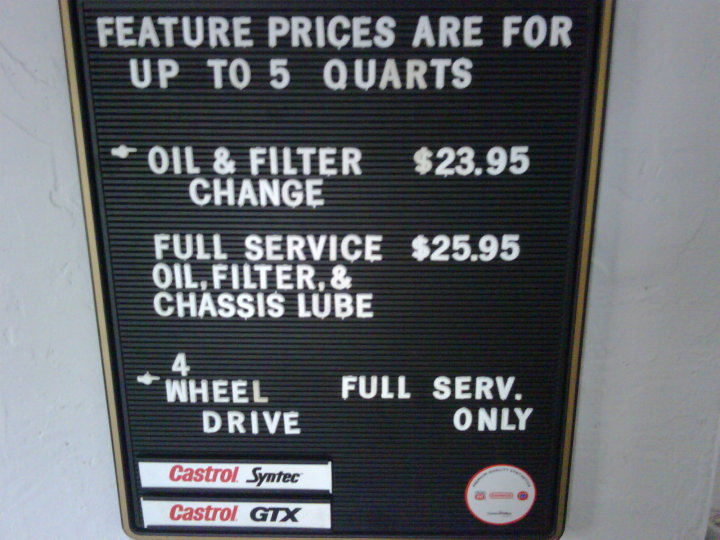 FEATURE PRICES ARE FOR
UP TO 5 QUARTS
OIL & FILTER $23.95
CHANGE
FULL SERVICE $25.95
OIL, FILTER, &
CHASSIS LUBE
4
WHEEL FULL SERV.
DRIVE ONLY
Castrol Syntec
Castrol GTX